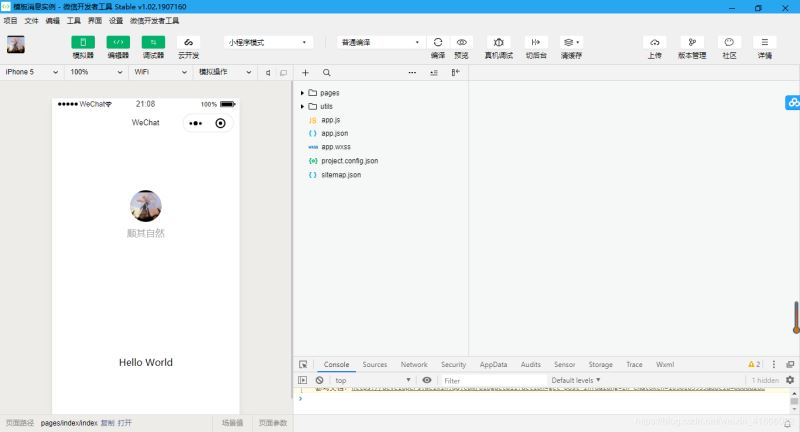 模板消息实例 - 微信开发者工具 Stable v1.02.1907160
项目 文件 编辑 工具 界面 设置 微信开发者工具
模拟器 编辑器 调试器 云开发 小程序模式 普通编译 编译 预览 真机调试 切后台 清缓存 上传 版本管理 社区 详情
iPhone 5 100% WiFi 模拟操作
WeChat 21:08 100%
WeChat
顺其自然
Hello World
pages
utils
JS app.js
{ } app.json
wxss app.wxss
{o} project.config.json
{ } sitemap.json
Console Sources Network Security AppData Audits Sensor Storage Trace Wxml 2
top Filter Default levels 1 hidden
页面路径 pages/index/index 复制 打开 场景值 页面参数